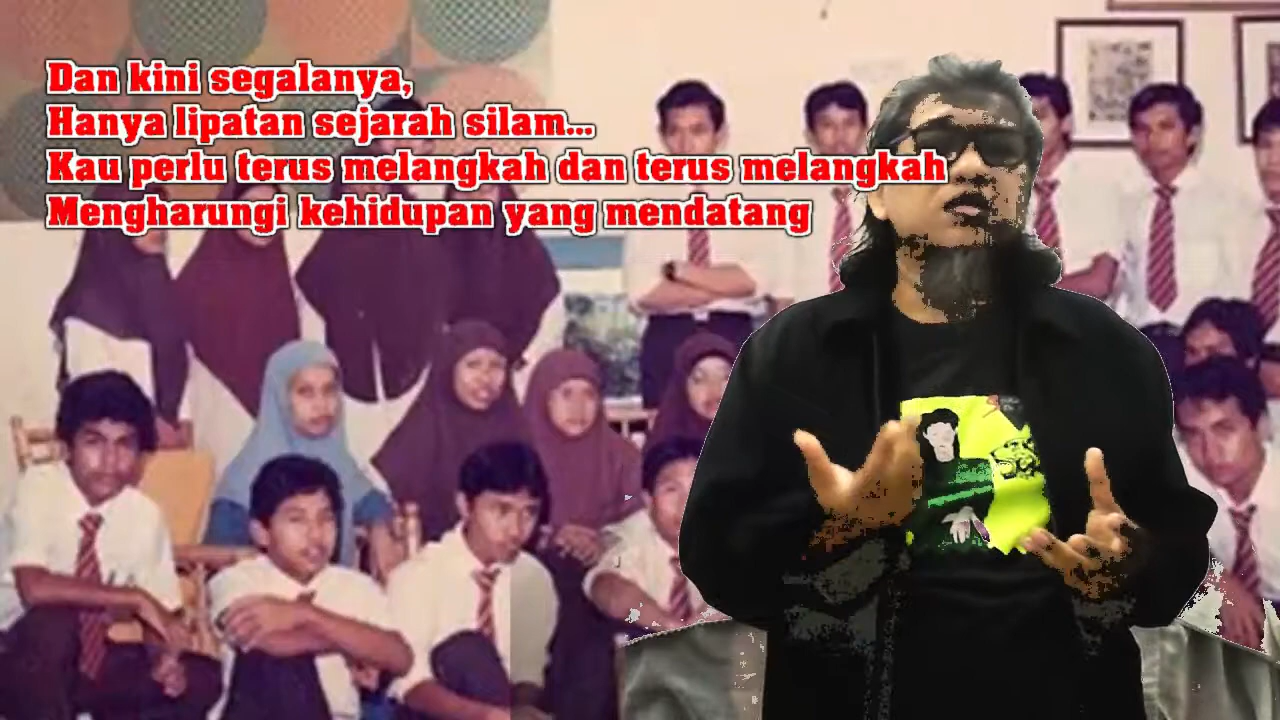 Dan kini segalanya,
Hanya lipatan sejarah silam...
Kau perlu terus melangkah dan terus melangkah
Mengharungi kehidupan yang mendatang